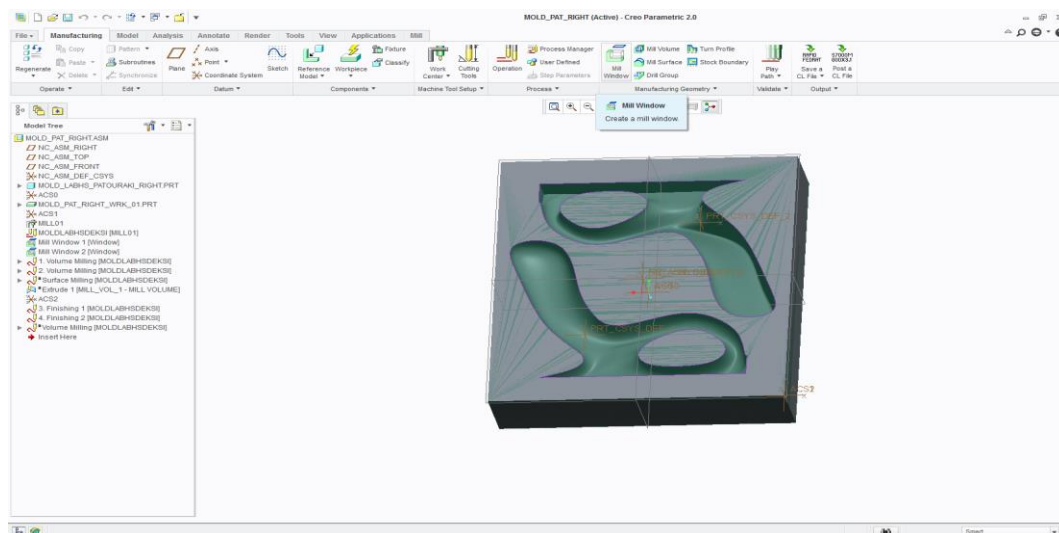 MOLD_PAT_RIGHT (Active) - Creo Parametric 2.0
File Manufacturing Model Analysis Annotate Render Tools View Applications Mill
Regenerate
Copy
Paste
Delete
Pattern
Subroutines
Synchronize
Plane
Axis
Point
Coordinate System
Sketch
Reference Model
Workpiece
Fixture
Classify
Work Center
Cutting Tools
Operation
Process Manager
User Defined
Step Parameters
Mill Window
Mill Volume
Mill Surface
Drill Group
Turn Profile
Stock Boundary
Play Path
Save a CL File
Post a CL File
Operate Edit Datum Components Machine Tool Setup Process Manufacturing Geometry Validate Output
Mill Window
Create a mill window
Model Tree
MOLD_PAT_RIGHT.ASM
NC_ASM_RIGHT
NC_ASM_TOP
NC_ASM_FRONT
NC_ASM_DEF_CSYS
MOLD_LABHS_PATOURAKI_RIGHT.PRT
ACS0
MOLD_PAT_RIGHT_WRK_01.PRT
ACS1
MILL01
MOLDLABHSDEKSI [MILL01]
Mill Window 1 [Window]
Mill Window 2 [Window]
1. Volume Milling [MOLDLABHSDEKSI]
2. Volume Milling [MOLDLABHSDEKSI]
*Surface Milling [MOLDLABHSDEKSI]
*Extrude 1 [MILL_VOL_1 - MILL VOLUME]
ACS2
3. Finishing 1 [MOLDLABHSDEKSI]
4. Finishing 2 [MOLDLABHSDEKSI]
*Volume Milling [MOLDLABHSDEKSI]
Insert Here
Smart